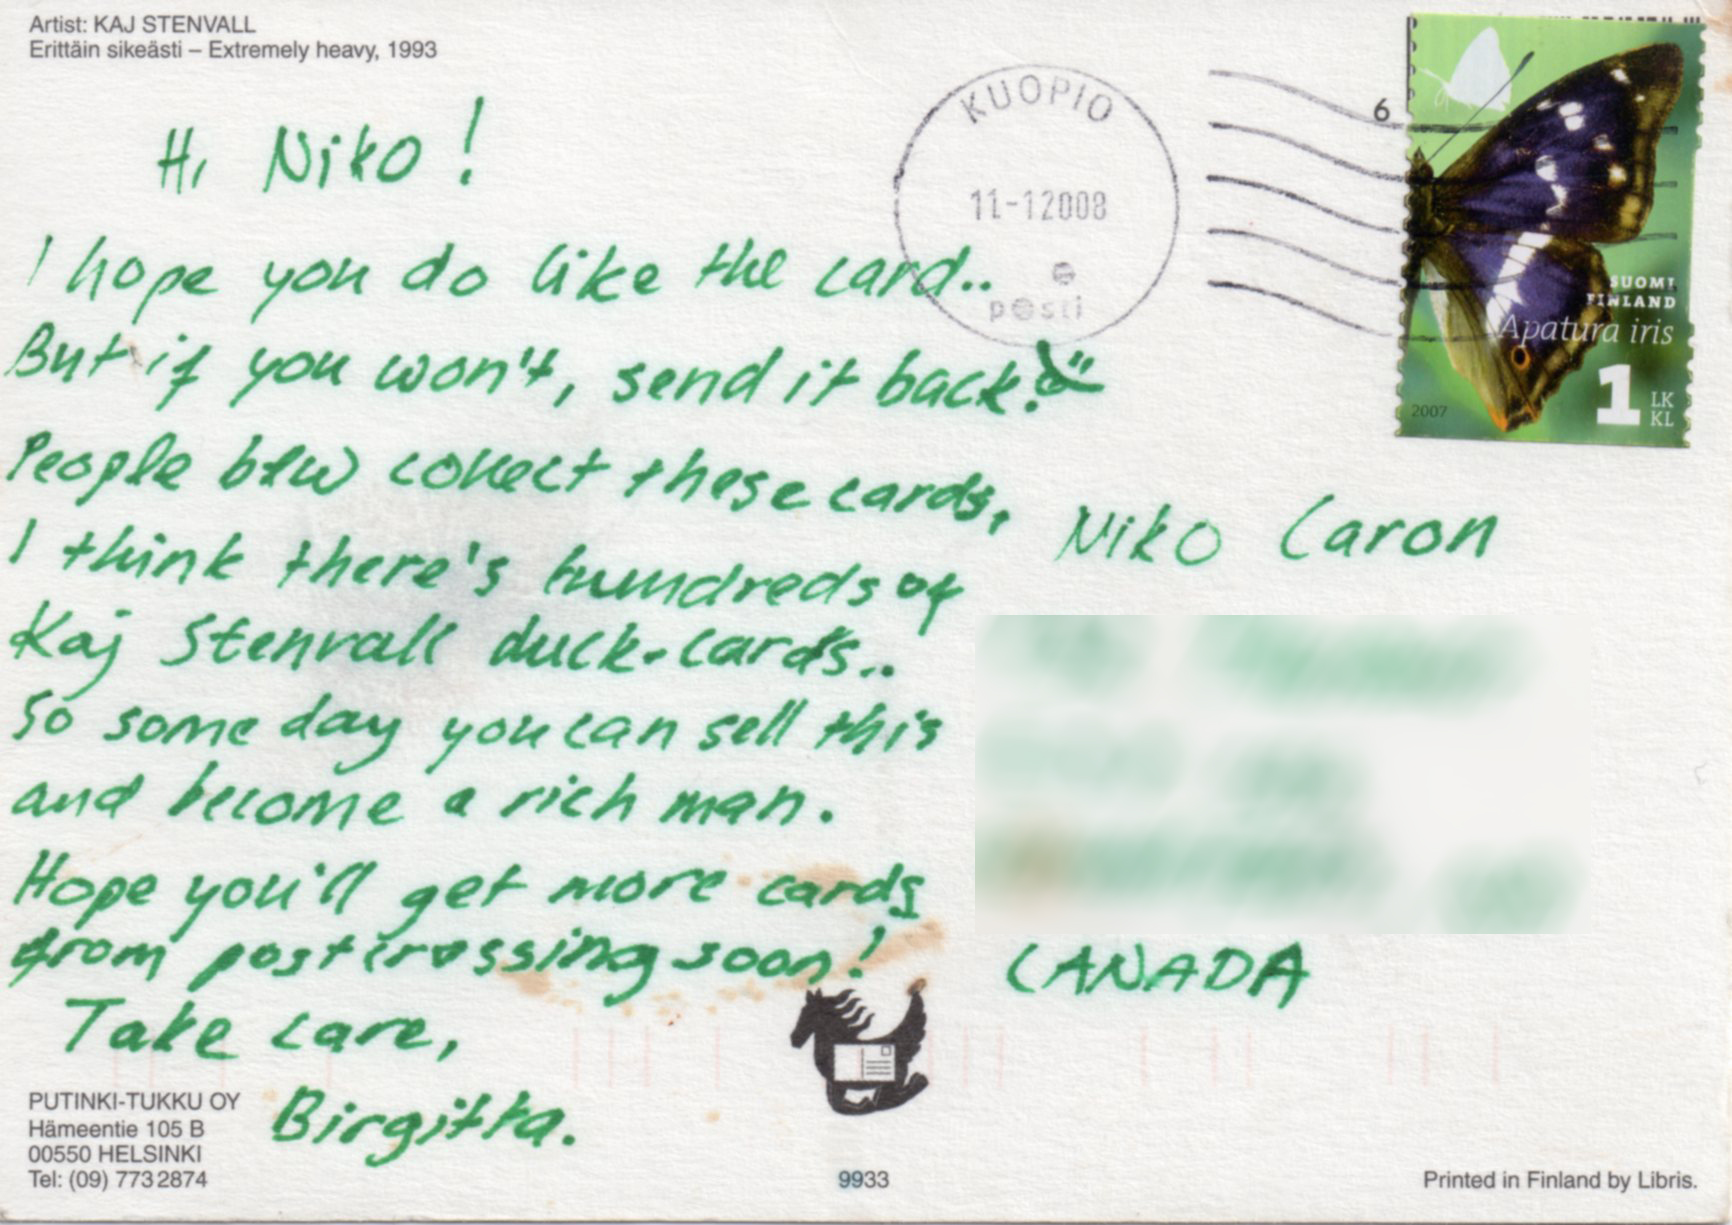 Artist: KAJ STENVALL
Erittäin sikeästi – Extremely heavy, 1993
Hi Niko!
I hope you do like the card..
But if you won't, send it back!
People btw collect these cards,
I think there's hundreds of
Kaj Stenvall duck-cards..
So some day you can sell this
and become a rich man.
Hope you'll get more cards
from postcrossing soon!
Take care,
Birgitta.
PUTINKI-TUKKU OY
Hämeentie 105 B
00550 HELSINKI
Tel: (09) 773 2874
9933
KUOPIO
11-12008
posti
6
SUOMI
FINLAND
Apatura iris
1 LK
KL
2007
Niko Caron
CANADA
Printed in Finland by Libris.